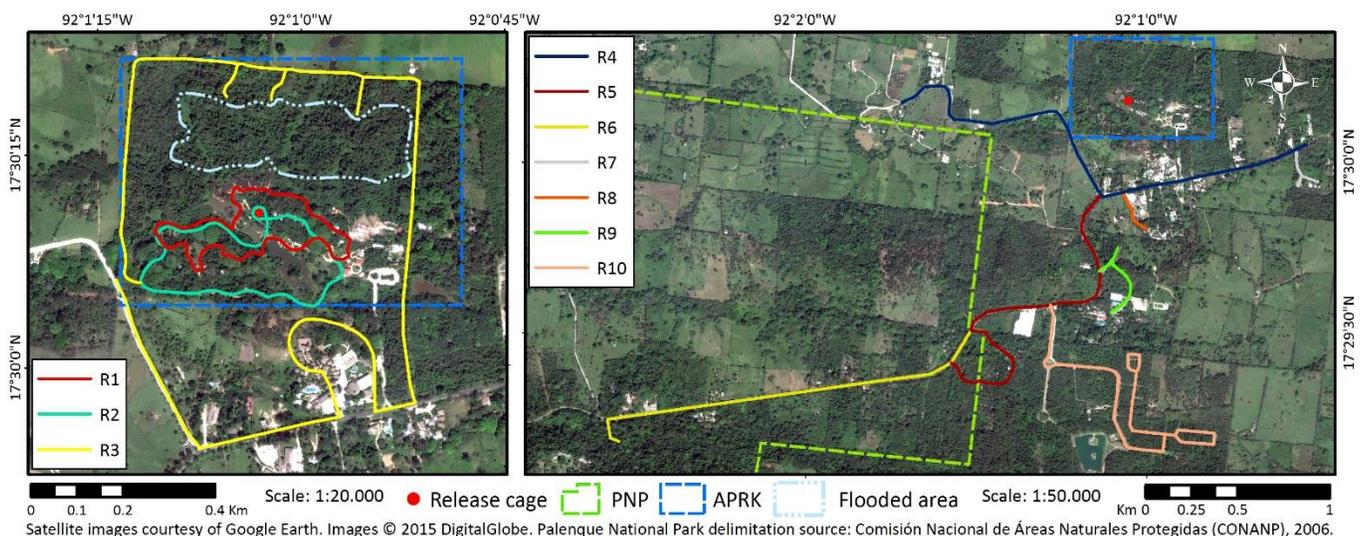 92°1'15"W 92°1'0"W 92°0'45"W 92°2'0"W 92°1'0"W
17°30'15"N
17°30'0"N
R1
R2
R3
R4
R5
R6
R7
R8
R9
R10
N
W E
S
17°30'0"N
17°29'30"N
Scale: 1:20.000 Release cage PNP APRK Flooded area Scale: 1:50.000
0 0.1 0.2 0.4 Km
Km 0 0.25 0.5 1
Satellite images courtesy of Google Earth. Images © 2015 DigitalGlobe. Palenque National Park delimitation source: Comisión Nacional de Áreas Naturales Protegidas (CONANP), 2006.